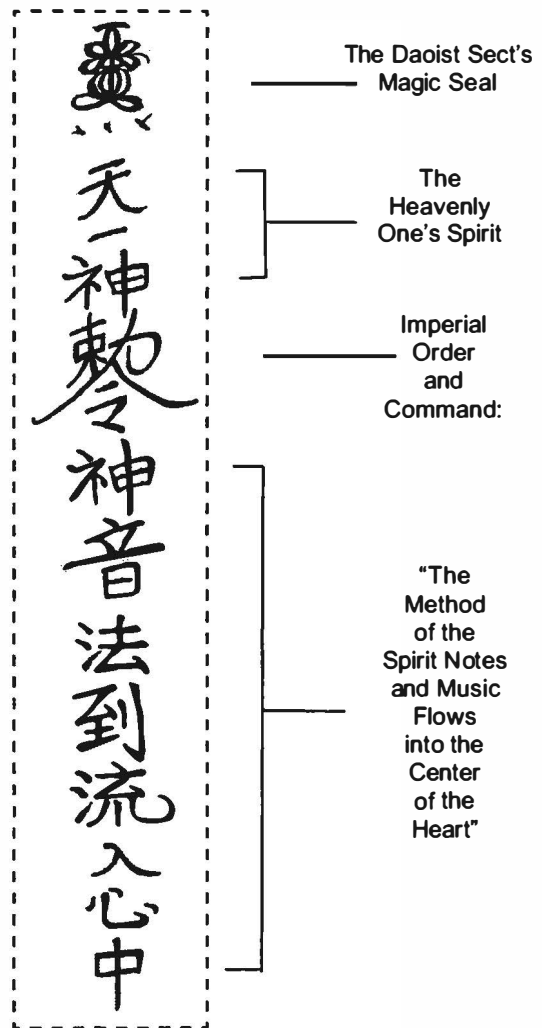 The Daoist Sect's
Magic Seal
天
一
神
敕
令
神
音
法
到
流
入
心
中
The
Heavenly
One's Spirit
Imperial
Order
and
Command:
"The
Method
of the
Spirit Notes
and Music
Flows
into the
Center
of the
Heart"